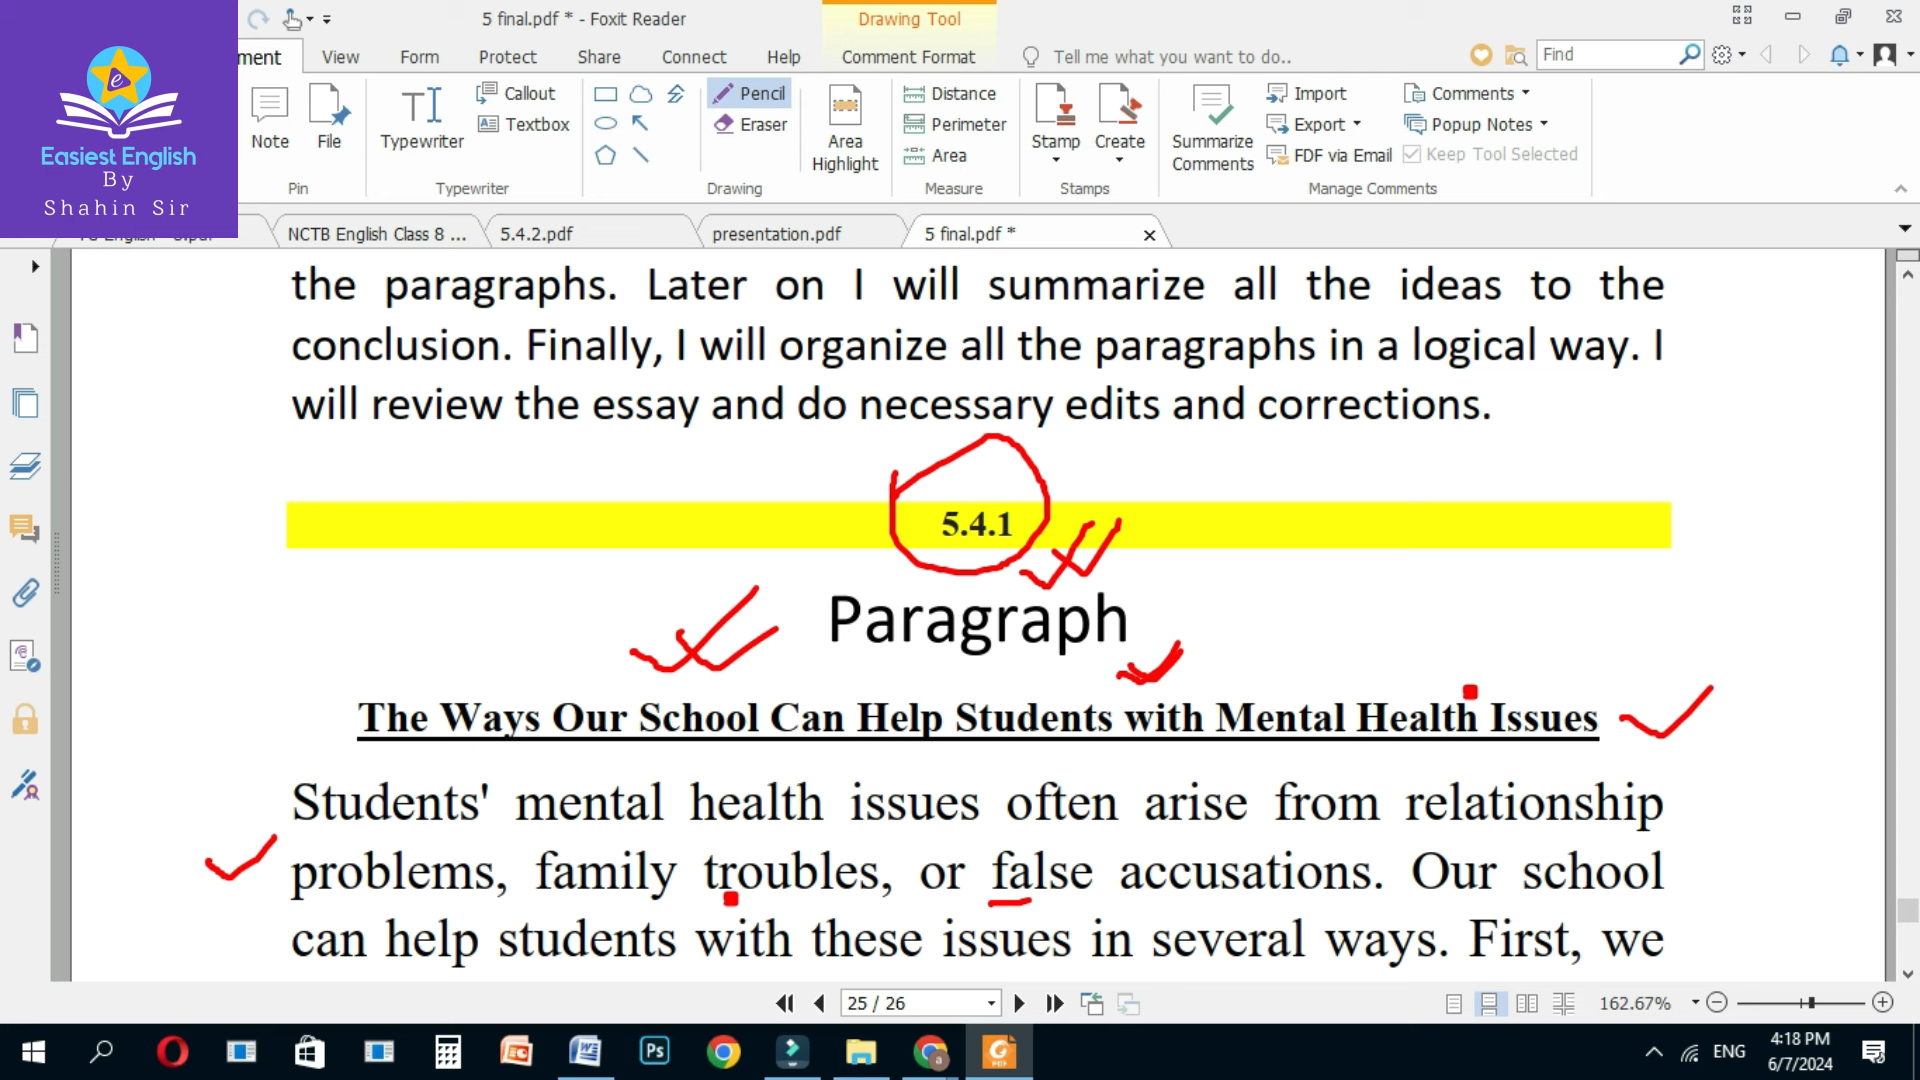 5 final.pdf * - Foxit Reader
Drawing Tool
ment View Form Protect Share Connect Help Comment Format Tell me what you want to do.. Find
Note File Typewriter Callout Textbox Pencil Eraser Area Highlight Distance Perimeter Area Stamp Create Summarize Comments Import Export FDF via Email Comments Popup Notes Keep Tool Selected
Pin Typewriter Drawing Measure Stamps Manage Comments
e
Easiest English
By
Shahin Sir
NCTB English Class 8 ... 5.4.2.pdf presentation.pdf 5 final.pdf *
the paragraphs. Later on I will summarize all the ideas to the
conclusion. Finally, I will organize all the paragraphs in a logical way. I
will review the essay and do necessary edits and corrections.
5.4.1
Paragraph
The Ways Our School Can Help Students with Mental Health Issues
Students' mental health issues often arise from relationship
problems, family troubles, or false accusations. Our school
can help students with these issues in several ways. First, we
25 / 26 162.67%
Ps PDF ENG 4:18 PM
6/7/2024